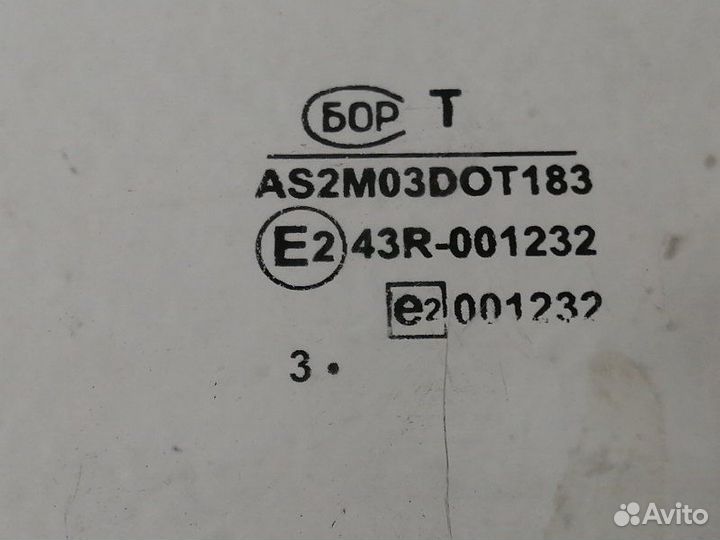 БОР Т
AS2M03DOT183
E2 43R-001232
e2 001232
3 •
Avito